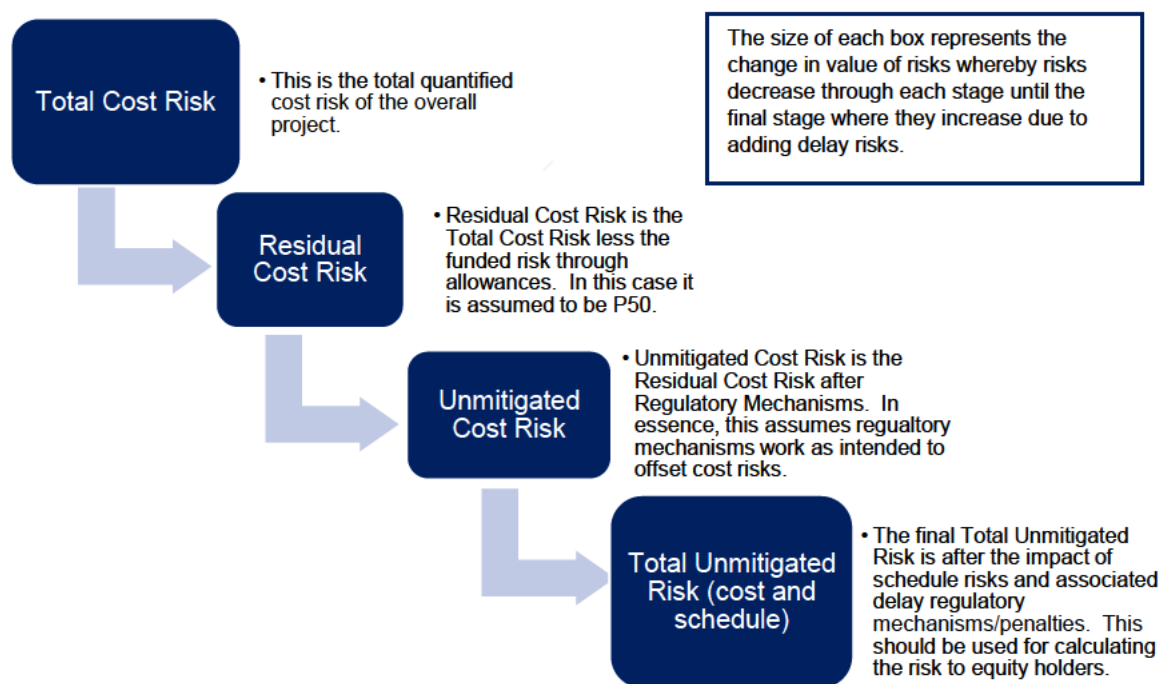 Total Cost Risk
• This is the total quantified
cost risk of the overall
project.
The size of each box represents the
change in value of risks whereby risks
decrease through each stage until the
final stage where they increase due to
adding delay risks.
Residual
Cost Risk
• Residual Cost Risk is the
Total Cost Risk less the
funded risk through
allowances. In this case it
is assumed to be P50.
Unmitigated
Cost Risk
• Unmitigated Cost Risk is the
Residual Cost Risk after
Regulatory Mechanisms. In
essence, this assumes regualtory
mechanisms work as intended to
offset cost risks.
Total Unmitigated
Risk (cost and
schedule)
• The final Total Unmitigated
Risk is after the impact of
schedule risks and associated
delay regulatory
mechanisms/penalties. This
should be used for calculating
the risk to equity holders.